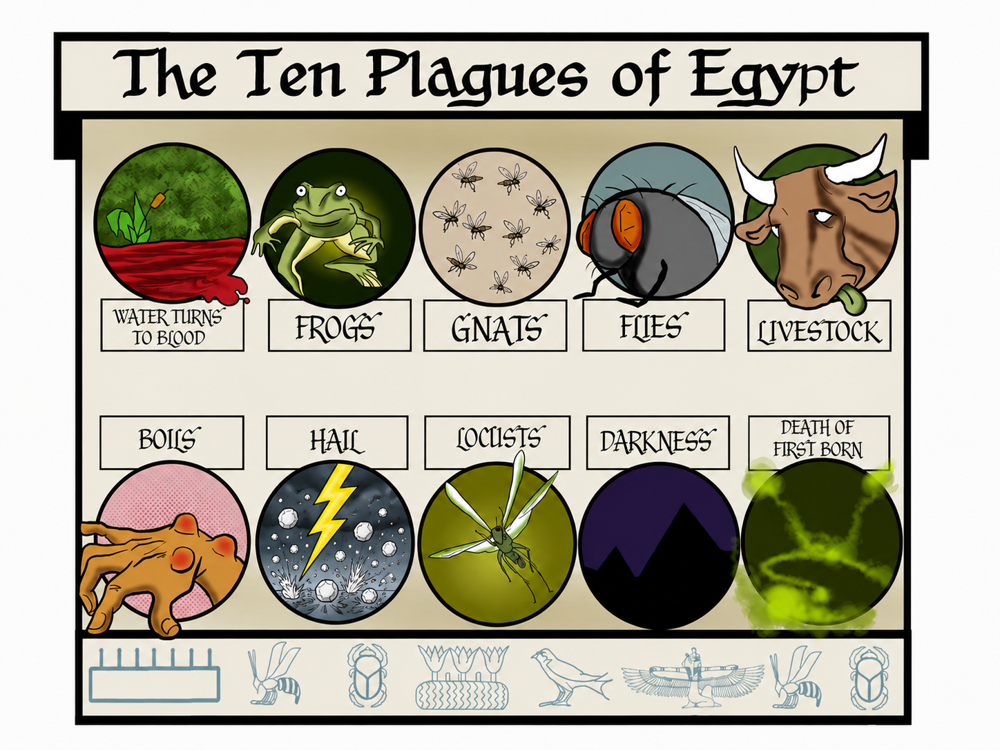 The Ten Plagues of Egypt
WATER TURNS
TO BLOOD
FROGS
GNATS
FLIES
LIVESTOCK
BOILS
HAIL
LOCUSTS
DARKNESS
DEATH OF
FIRST BORN